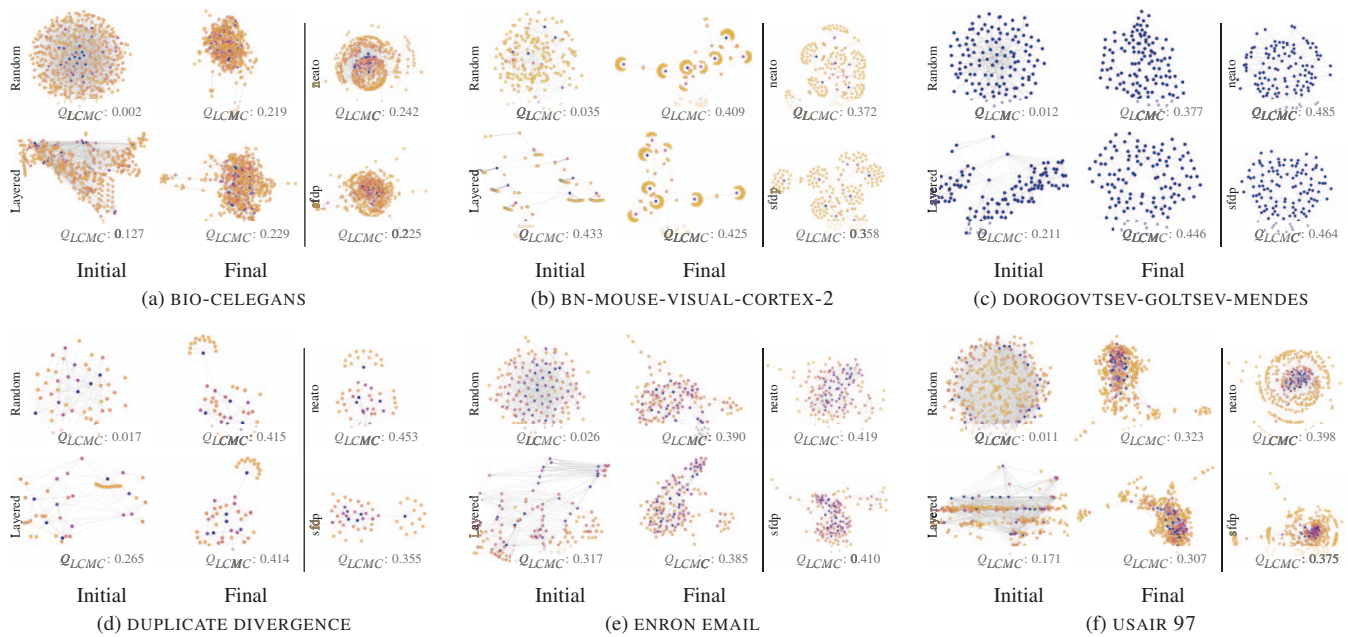 Random
Q_LCMC: 0.002
Q_LCMC: 0.219
neato
Q_LCMC: 0.242
Layered
Q_LCMC: 0.127
Q_LCMC: 0.229
sfdp
Q_LCMC: 0.225
Initial Final
(a) BIO-CELEGANS
Random
Q_LCMC: 0.035
Q_LCMC: 0.409
neato
Q_LCMC: 0.372
Layered
Q_LCMC: 0.433
Q_LCMC: 0.425
sfdp
Q_LCMC: 0.358
Initial Final
(b) BN-MOUSE-VISUAL-CORTEX-2
Random
Q_LCMC: 0.012
Q_LCMC: 0.377
neato
Q_LCMC: 0.485
Layered
Q_LCMC: 0.211
Q_LCMC: 0.446
sfdp
Q_LCMC: 0.464
Initial Final
(c) DOROGOVTSEV-GOLTSEV-MENDES
Random
Q_LCMC: 0.017
Q_LCMC: 0.415
neato
Q_LCMC: 0.453
Layered
Q_LCMC: 0.265
Q_LCMC: 0.414
sfdp
Q_LCMC: 0.355
Initial Final
(d) DUPLICATE DIVERGENCE
Random
Q_LCMC: 0.026
Q_LCMC: 0.390
neato
Q_LCMC: 0.419
Layered
Q_LCMC: 0.317
Q_LCMC: 0.385
sfdp
Q_LCMC: 0.410
Initial Final
(e) ENRON EMAIL
Random
Q_LCMC: 0.011
Q_LCMC: 0.323
neato
Q_LCMC: 0.398
Layered
Q_LCMC: 0.171
Q_LCMC: 0.307
sfdp
Q_LCMC: 0.375
Initial Final
(f) USAIR 97